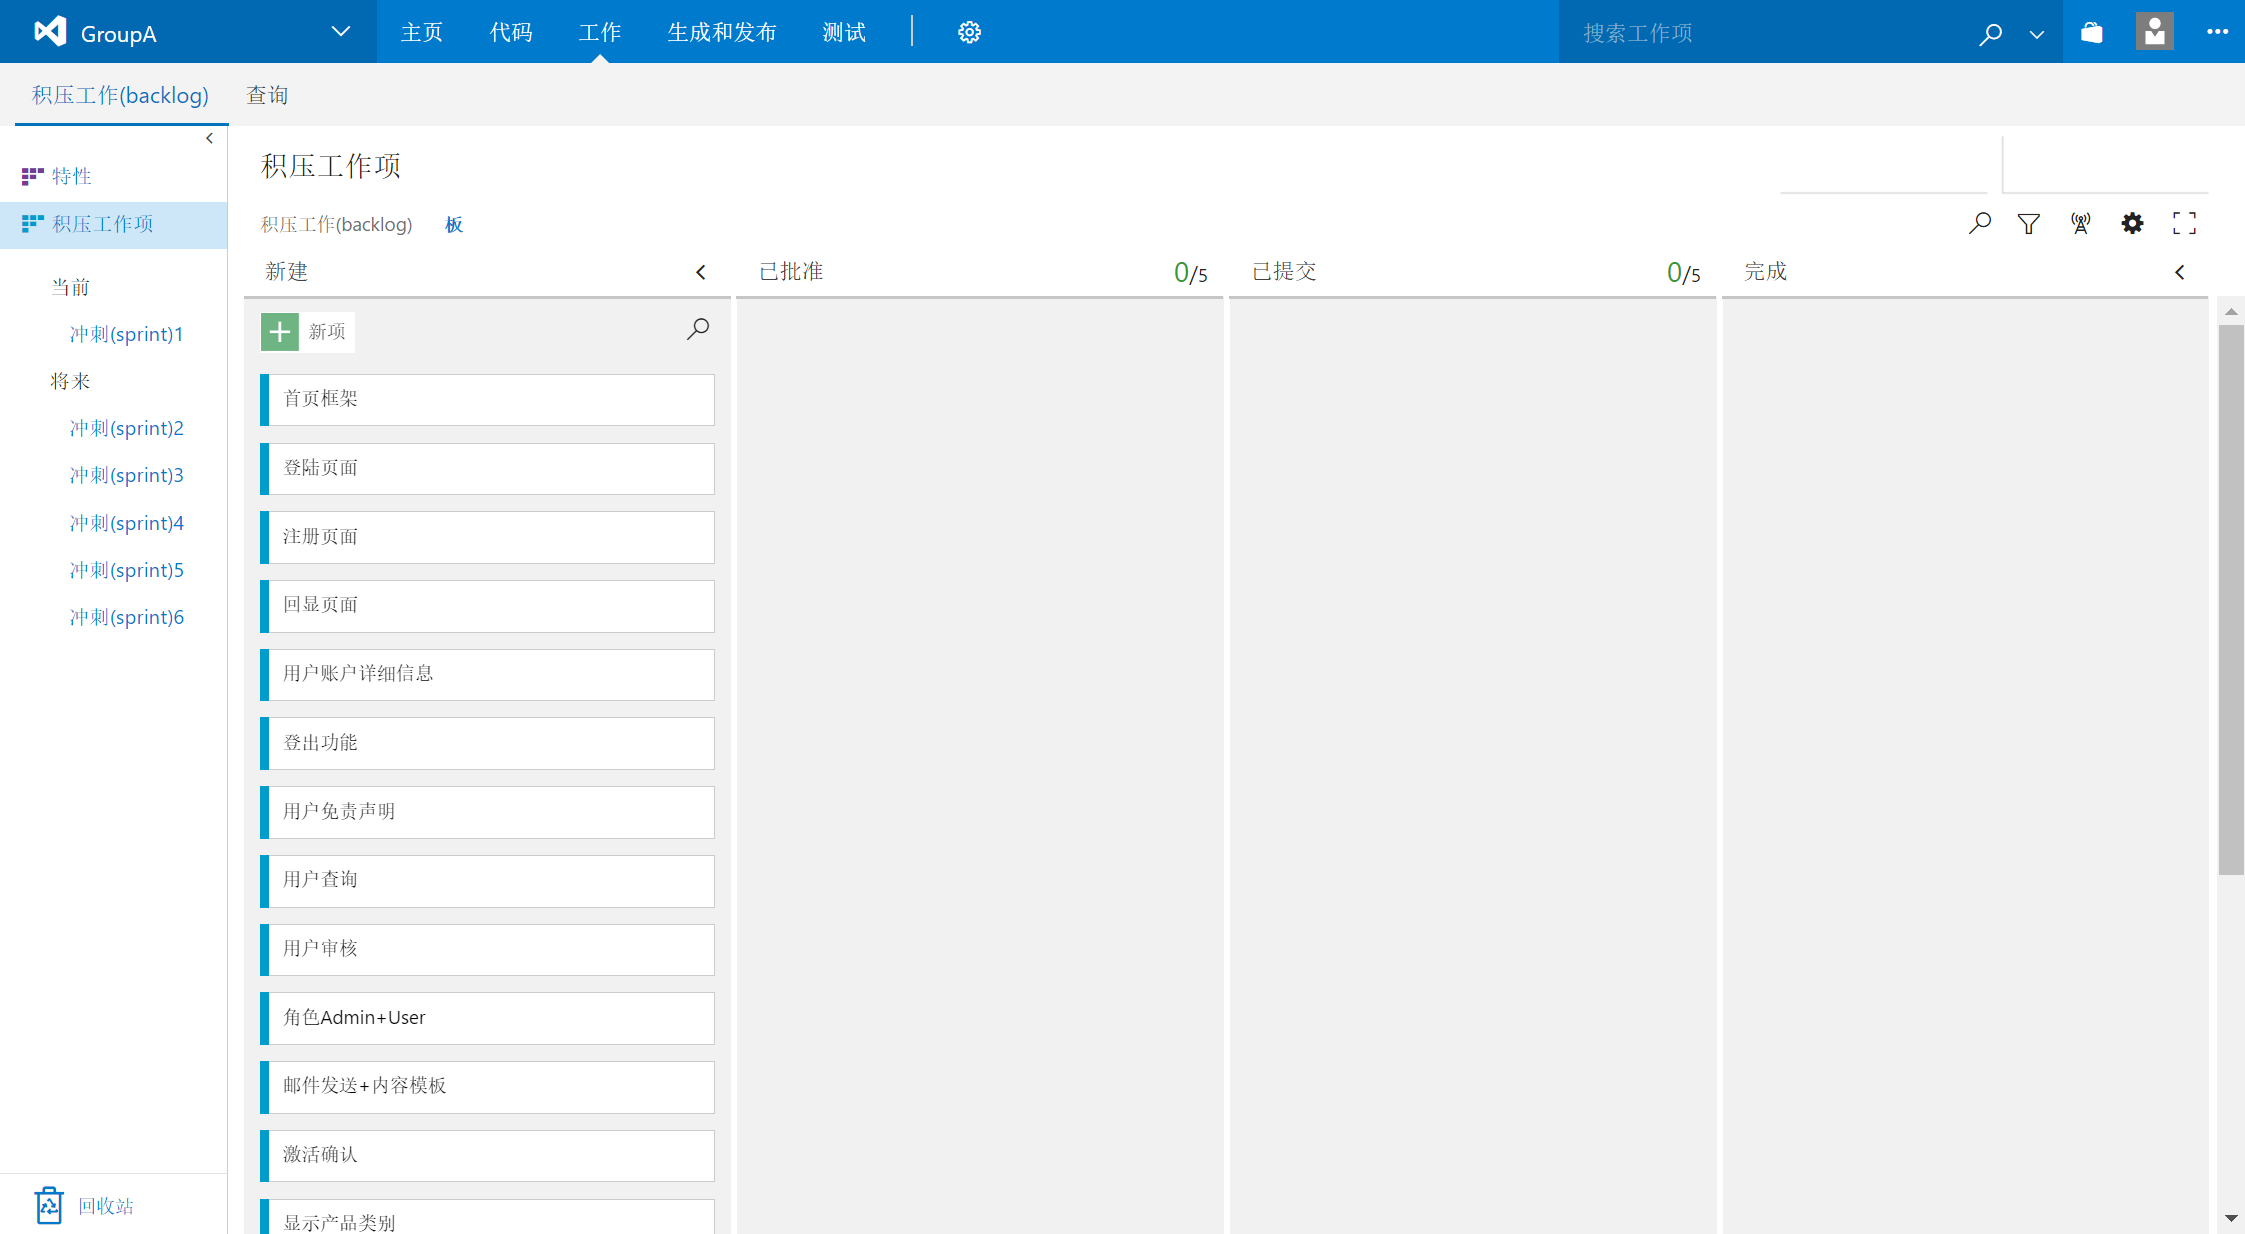 GroupA 主页 代码 工作 生成和发布 测试 搜索工作项
积压工作(backlog) 查询
特性
积压工作项
当前
冲刺(sprint)1
将来
冲刺(sprint)2
冲刺(sprint)3
冲刺(sprint)4
冲刺(sprint)5
冲刺(sprint)6
回收站
积压工作项
积压工作(backlog) 板
新建 已批准 0/5 已提交 0/5 完成
新项
首页框架
登陆页面
注册页面
回显页面
用户账户详细信息
登出功能
用户免责声明
用户查询
用户审核
角色Admin+User
邮件发送+内容模板
激活确认
显示产品类别